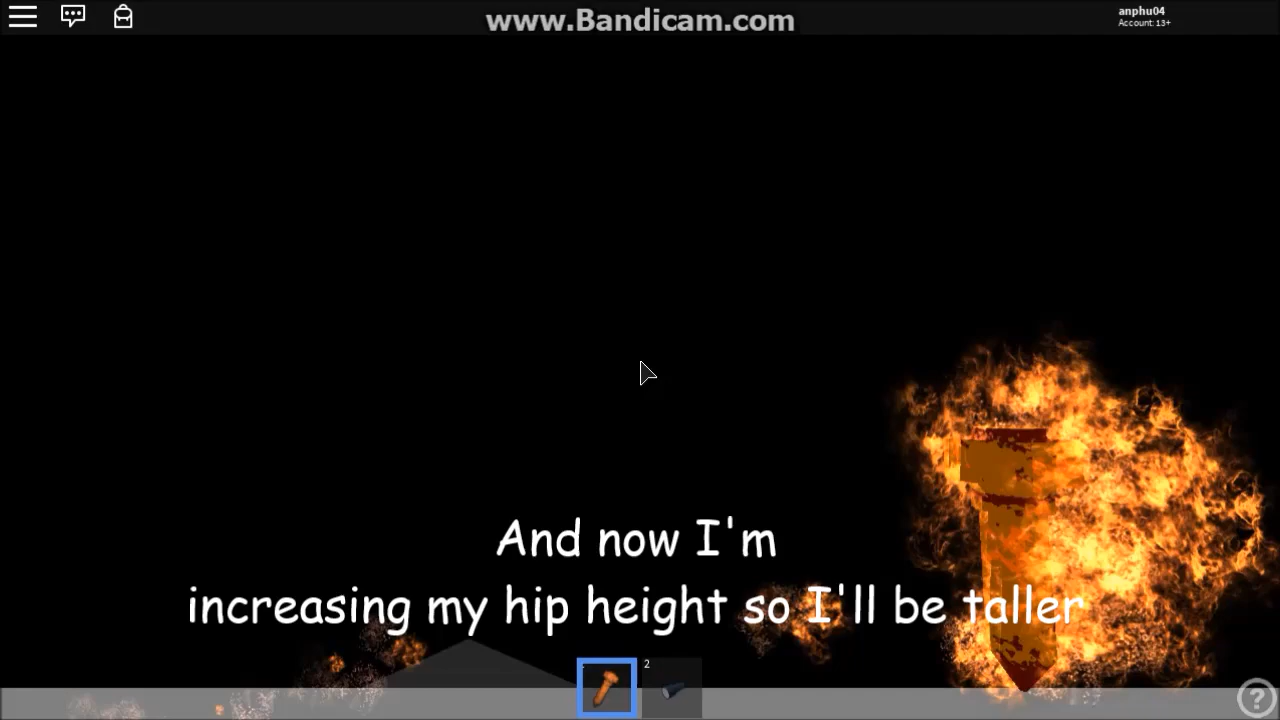 www.Bandicam.com
anphu04
Account: 13+
And now I'm
increasing my hip height so I'll be taller
2
?